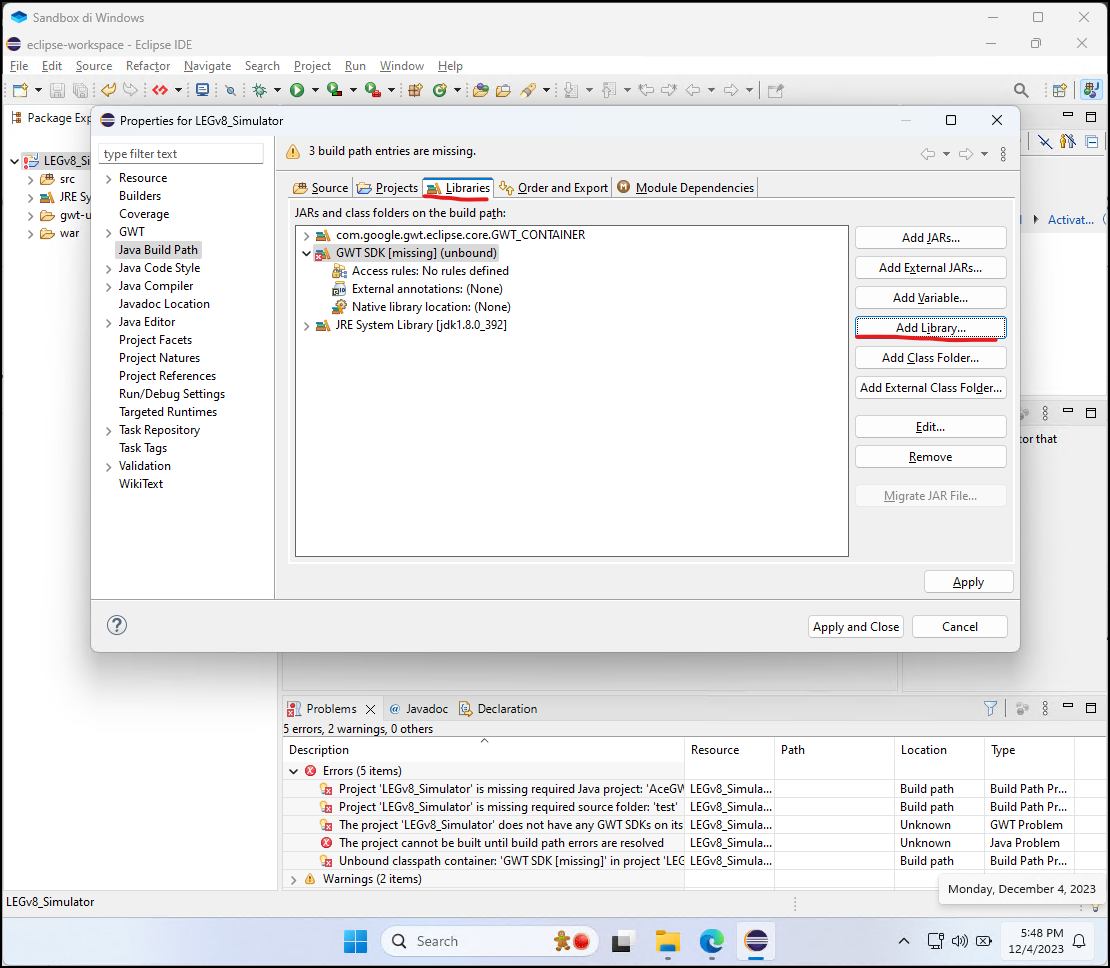 Sandbox di Windows
eclipse-workspace - Eclipse IDE
File Edit Source Refactor Navigate Search Project Run Window Help
Package Exp
Properties for LEGv8_Simulator
LEGv8_Si
src
JRE Sy
gwt-u
war
type filter text
Resource
Builders
Coverage
GWT
Java Build Path
Java Code Style
Java Compiler
Javadoc Location
Java Editor
Project Facets
Project Natures
Project References
Run/Debug Settings
Targeted Runtimes
Task Repository
Task Tags
Validation
WikiText
3 build path entries are missing.
Source Projects Libraries Order and Export Module Dependencies
JARs and class folders on the build path:
com.google.gwt.eclipse.core.GWT_CONTAINER
GWT SDK [missing] (unbound)
Access rules: No rules defined
External annotations: (None)
Native library location: (None)
JRE System Library [jdk1.8.0_392]
Add JARs...
Add External JARs...
Add Variable...
Add Library...
Add Class Folder...
Add External Class Folder...
Edit...
Remove
Migrate JAR File...
Apply
Apply and Close Cancel
Activat...
tor that
Problems Javadoc Declaration
5 errors, 2 warnings, 0 others
Description Resource Path Location Type
Errors (5 items)
Project 'LEGv8_Simulator' is missing required Java project: 'AceGW LEGv8_Simula... Build path Build Path Pr...
Project 'LEGv8_Simulator' is missing required source folder: 'test' LEGv8_Simula... Build path Build Path Pr...
The project 'LEGv8_Simulator' does not have any GWT SDKs on its LEGv8_Simula... Unknown GWT Problem
The project cannot be built until build path errors are resolved LEGv8_Simula... Unknown Java Problem
Unbound classpath container: 'GWT SDK [missing]' in project 'LEG LEGv8_Simula... Build path Build Path Pr...
Warnings (2 items)
Monday, December 4, 2023
LEGv8_Simulator
Search
5:48 PM
12/4/2023